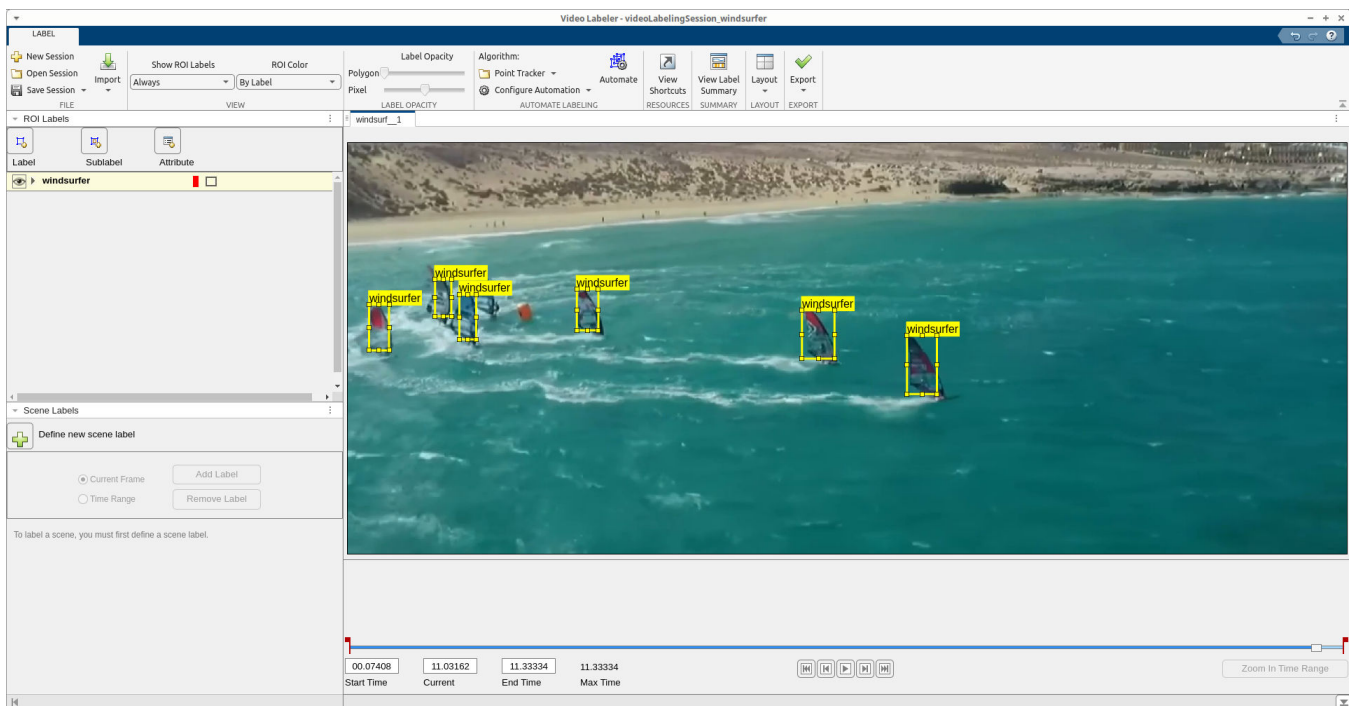 Video Labeler - videoLabelingSession_windsurfer
LABEL
New Session
Open Session
Save Session
Import
FILE
Show ROI Labels
ROI Color
Always
By Label
VIEW
Label Opacity
Polygon
Pixel
LABEL OPACITY
Algorithm:
Point Tracker
Configure Automation
Automate
AUTOMATE LABELING
View Shortcuts
RESOURCES
View Label Summary
SUMMARY
Layout
LAYOUT
Export
EXPORT
ROI Labels
windsurf__1
Label
Sublabel
Attribute
windsurfer
windsurfer
windsurfer
windsurfer
windsurfer
windsurfer
windsurfer
Scene Labels
Define new scene label
Current Frame
Add Label
Time Range
Remove Label
To label a scene, you must first define a scene label.
00.07408
11.03162
11.33334
11.33334
Start Time
Current
End Time
Max Time
Zoom In Time Range